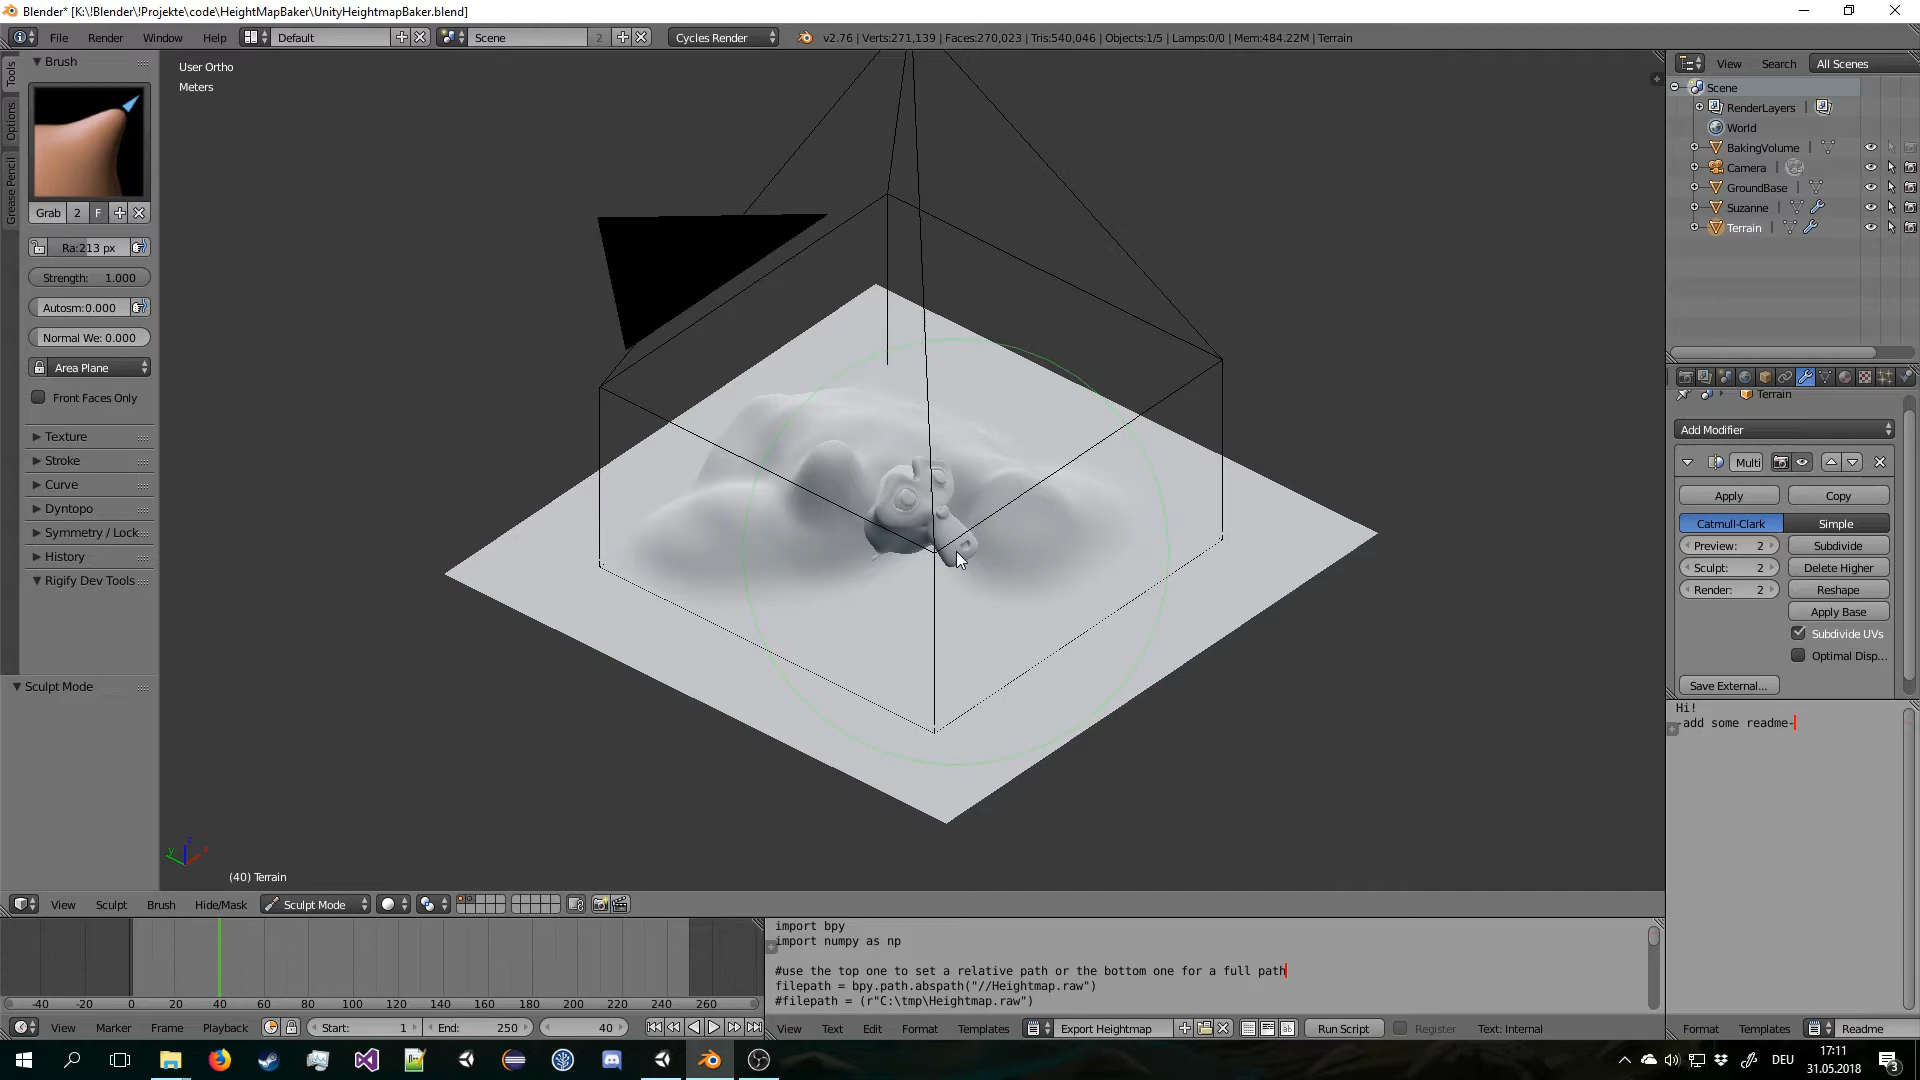 Blender* [K:\!Blender\!Projekte\code\HeightMapBaker\UnityHeightmapBaker.blend]
File Render Window Help Default Scene 2 Cycles Render v2.76 | Verts:271,139 | Faces:270,023 | Tris:540,046 | Objects:1/5 | Lamps:0/0 | Mem:484.22M | Terrain
Tools
Options
Grease Pencil
Brush
Grab 2 F
Ra:213 px
Strength: 1.000
Autosm:0.000
Normal We: 0.000
Area Plane
Front Faces Only
Texture
Stroke
Curve
Dyntopo
Symmetry / Lock
History
Rigify Dev Tools
Sculpt Mode
User Ortho
Meters
(40) Terrain
View Search All Scenes
Scene
RenderLayers |
World
BakingVolume |
Camera |
GroundBase |
Suzanne |
Terrain |
Terrain
Add Modifier
Multi
Apply Copy
Catmull-Clark Simple
Preview: 2 Subdivide
Sculpt: 2 Delete Higher
Render: 2 Reshape
Apply Base
Subdivide UVs
Optimal Disp...
Save External...
Hi!
-add some readme-
View Sculpt Brush Hide/Mask Sculpt Mode
-40 -20 0 20 40 60 80 100 120 140 160 180 200 220 240 260
View Marker Frame Playback Start: 1 End: 250 40
import bpy
import numpy as np
#use the top one to set a relative path or the bottom one for a full path
filepath = bpy.path.abspath("//Heightmap.raw")
#filepath = (r"C:\tmp\Heightmap.raw")
View Text Edit Format Templates Export Heightmap Run Script Register Text: Internal
Format Templates Readme
DEU
17:11
31.05.2018
3